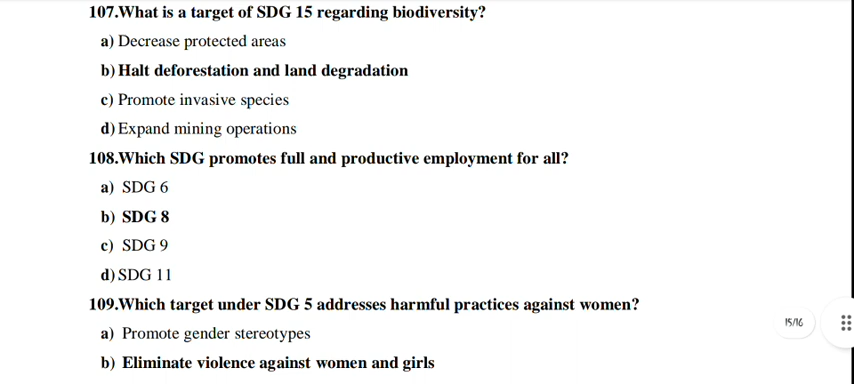 107.What is a target of SDG 15 regarding biodiversity?
a) Decrease protected areas
b) Halt deforestation and land degradation
c) Promote invasive species
d) Expand mining operations
108.Which SDG promotes full and productive employment for all?
a) SDG 6
b) SDG 8
c) SDG 9
d) SDG 11
109.Which target under SDG 5 addresses harmful practices against women?
15/16
a) Promote gender stereotypes
b) Eliminate violence against women and girls